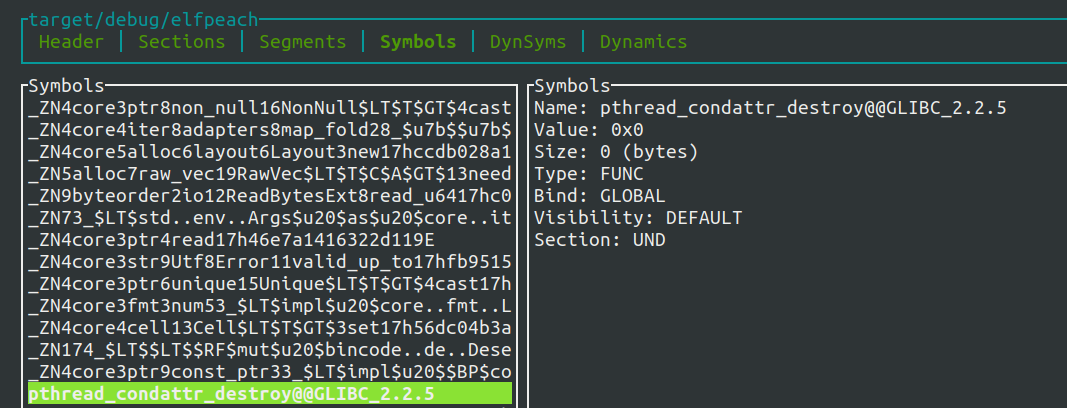 target/debug/elfpeach
Header │ Sections │ Segments │ Symbols │ DynSyms │ Dynamics
Symbols
_ZN4core3ptr8non_null16NonNull$LT$T$GT$4cast
_ZN4core4iter8adapters8map_fold28_$u7b$$u7b$
_ZN4core5alloc6layout6Layout3new17hccdb028a1
_ZN5alloc7raw_vec19RawVec$LT$T$C$A$GT$13need
_ZN9byteorder2io12ReadBytesExt8read_u6417hc0
_ZN73_$LT$std..env..Args$u20$as$u20$core..it
_ZN4core3ptr4read17h46e7a1416322d119E
_ZN4core3str9Utf8Error11valid_up_to17hfb9515
_ZN4core3ptr6unique15Unique$LT$T$GT$4cast17h
_ZN4core3fmt3num53_$LT$impl$u20$core..fmt..L
_ZN4core4cell13Cell$LT$T$GT$3set17h56dc04b3a
_ZN174_$LT$$LT$$RF$mut$u20$bincode..de..Dese
_ZN4core3ptr9const_ptr33_$LT$impl$u20$$BP$co
pthread_condattr_destroy@@GLIBC_2.2.5
Symbols
Name: pthread_condattr_destroy@@GLIBC_2.2.5
Value: 0x0
Size: 0 (bytes)
Type: FUNC
Bind: GLOBAL
Visibility: DEFAULT
Section: UND